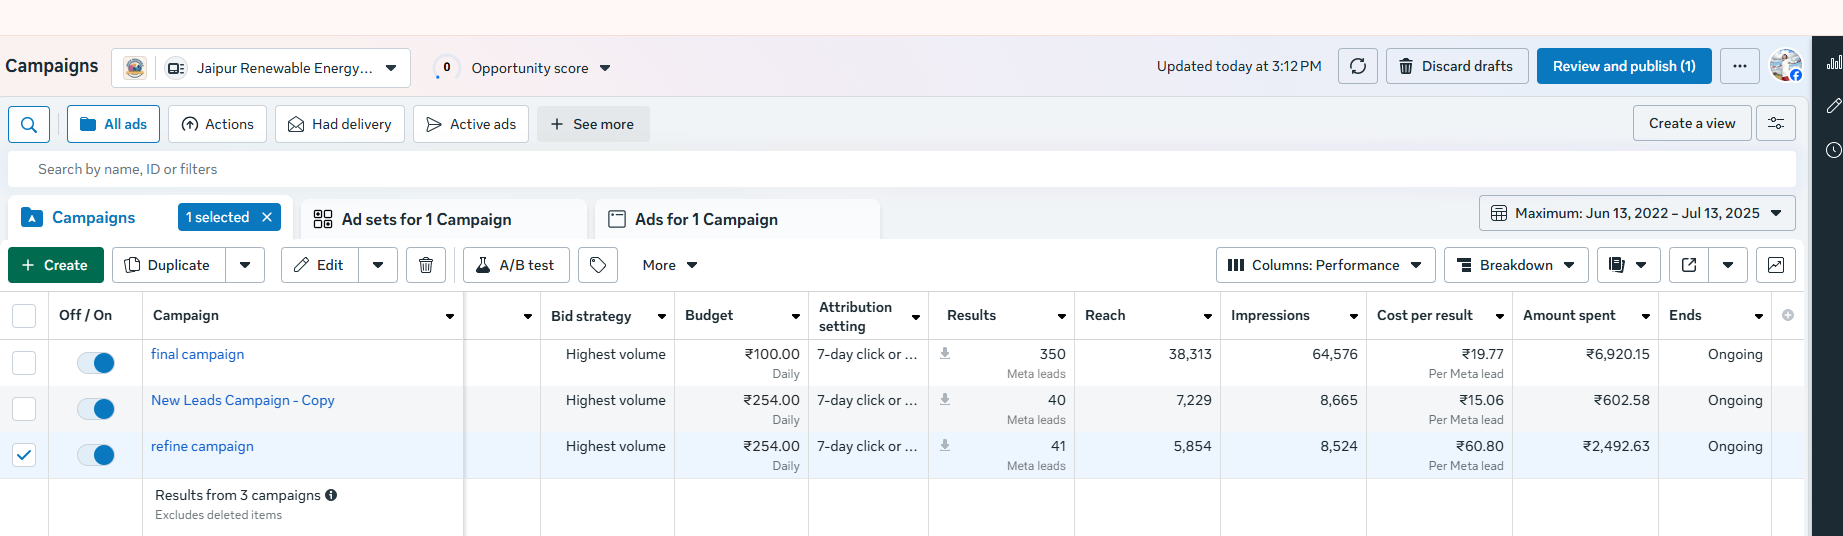 Campaigns
Jaipur Renewable Energy...
0
Opportunity score
Updated today at 3:12 PM
Discard drafts
Review and publish (1)
...
All ads
Actions
Had delivery
Active ads
+ See more
Create a view
Search by name, ID or filters
Campaigns
1 selected ×
Ad sets for 1 Campaign
Ads for 1 Campaign
Maximum: Jun 13, 2022 – Jul 13, 2025
+ Create
Duplicate
Edit
A/B test
More
Columns: Performance
Breakdown
Off / On
Campaign
Bid strategy
Budget
Attribution setting
Results
Reach
Impressions
Cost per result
Amount spent
Ends
final campaign
Highest volume
₹100.00
Daily
7-day click or ...
350
Meta leads
38,313
64,576
₹19.77
Per Meta lead
₹6,920.15
Ongoing
New Leads Campaign - Copy
Highest volume
₹254.00
Daily
7-day click or ...
40
Meta leads
7,229
8,665
₹15.06
Per Meta lead
₹602.58
Ongoing
refine campaign
Highest volume
₹254.00
Daily
7-day click or ...
41
Meta leads
5,854
8,524
₹60.80
Per Meta lead
₹2,492.63
Ongoing
Results from 3 campaigns
Excludes deleted items